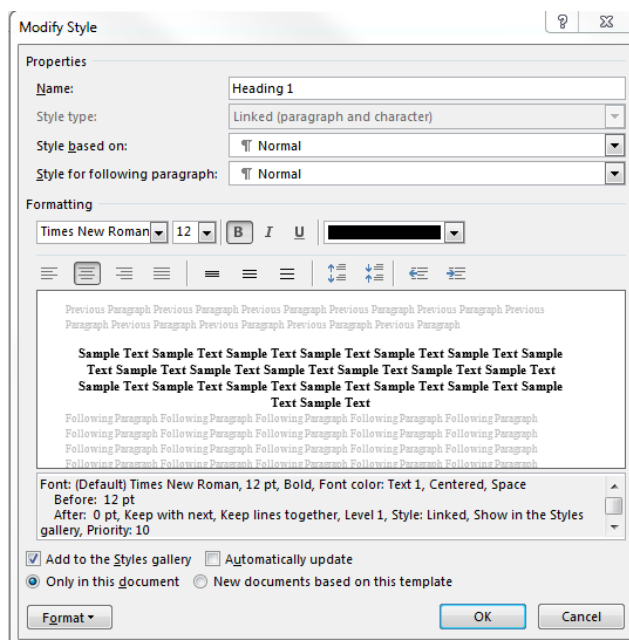 Modify Style
Properties
Name:
Heading 1
Style type:
Linked (paragraph and character)
Style based on:
¶ Normal
Style for following paragraph:
¶ Normal
Formatting
Times New Roman 12 B I U
Previous Paragraph Previous Paragraph Previous Paragraph Previous Paragraph Previous Paragraph Previous
Paragraph Previous Paragraph Previous Paragraph Previous Paragraph Previous Paragraph
Sample Text Sample Text Sample Text Sample Text Sample Text Sample Text Sample
Text Sample Text Sample Text Sample Text Sample Text Sample Text Sample Text
Sample Text Sample Text Sample Text Sample Text Sample Text Sample Text Sample
Text Sample Text
Following Paragraph Following Paragraph Following Paragraph Following Paragraph Following Paragraph
Following Paragraph Following Paragraph Following Paragraph Following Paragraph Following Paragraph
Following Paragraph Following Paragraph Following Paragraph Following Paragraph Following Paragraph
Following Paragraph Following Paragraph Following Paragraph Following Paragraph Following Paragraph
Font: (Default) Times New Roman, 12 pt, Bold, Font color: Text 1, Centered, Space
Before: 12 pt
After: 0 pt, Keep with next, Keep lines together, Level 1, Style: Linked, Show in the Styles
gallery, Priority: 10
Add to the Styles gallery Automatically update
Only in this document New documents based on this template
Format OK Cancel